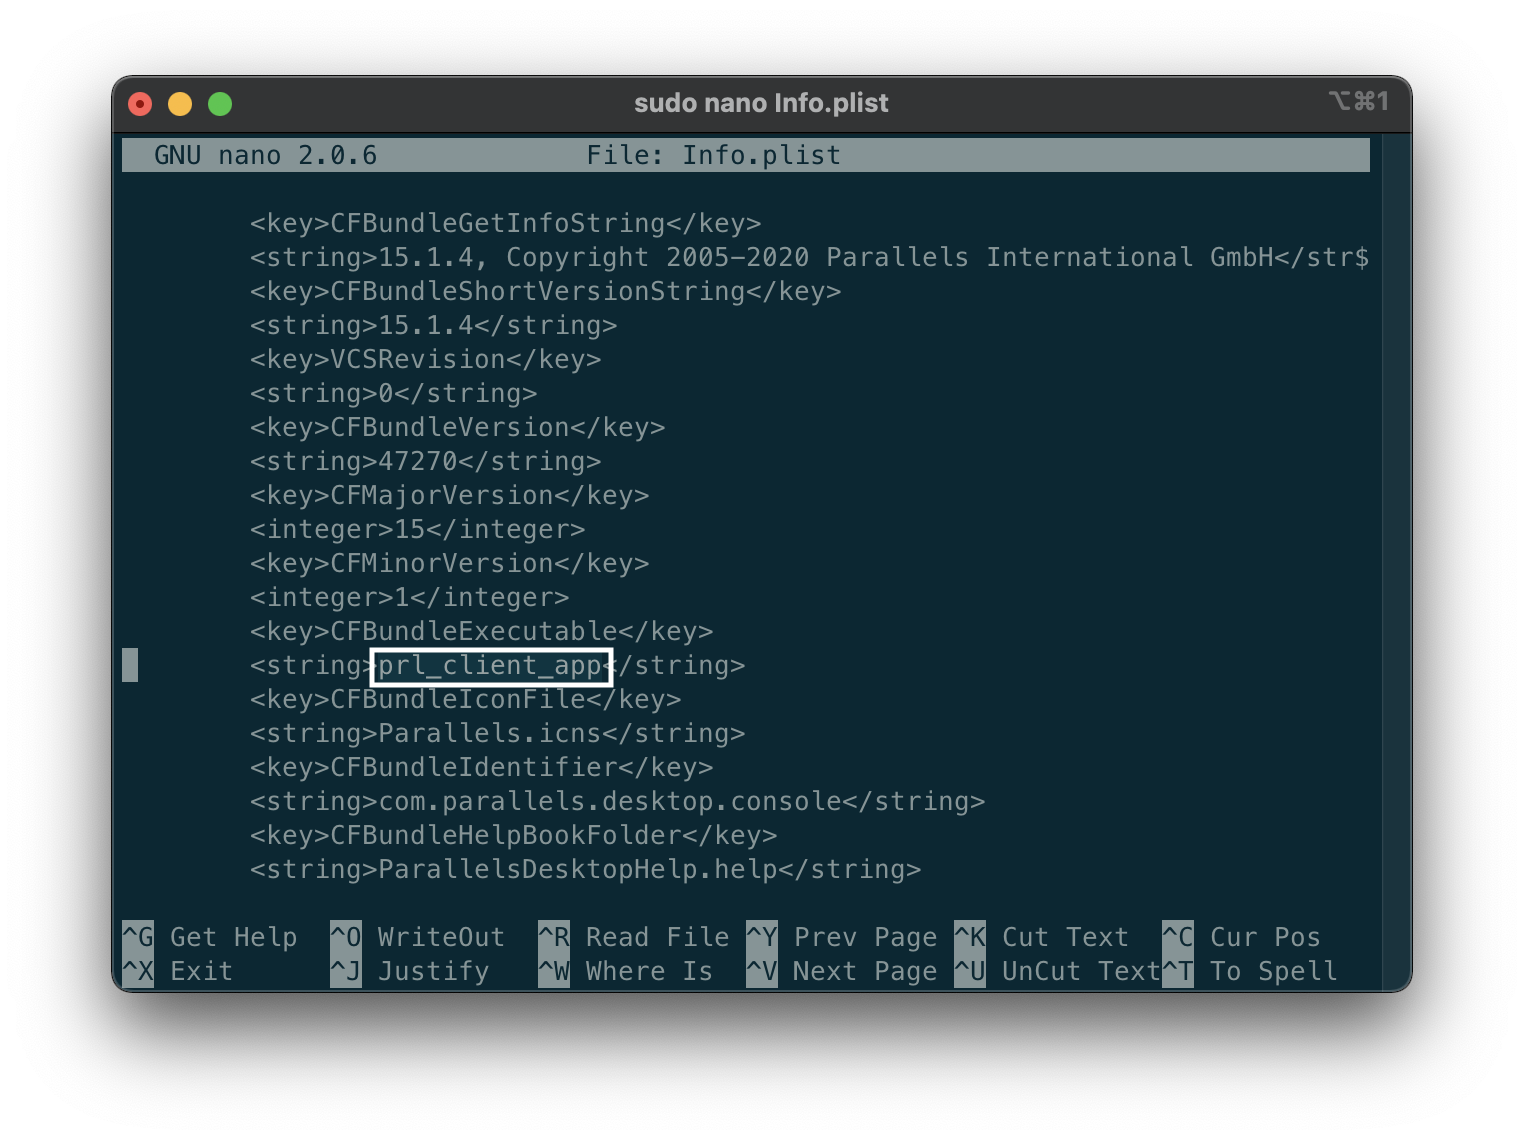 sudo nano Info.plist ⌥⌘1
GNU nano 2.0.6 File: Info.plist
<key>CFBundleGetInfoString</key>
<string>15.1.4, Copyright 2005-2020 Parallels International GmbH</str$
<key>CFBundleShortVersionString</key>
<string>15.1.4</string>
<key>VCSRevision</key>
<string>0</string>
<key>CFBundleVersion</key>
<string>47270</string>
<key>CFMajorVersion</key>
<integer>15</integer>
<key>CFMinorVersion</key>
<integer>1</integer>
<key>CFBundleExecutable</key>
<string>prl_client_app</string>
<key>CFBundleIconFile</key>
<string>Parallels.icns</string>
<key>CFBundleIdentifier</key>
<string>com.parallels.desktop.console</string>
<key>CFBundleHelpBookFolder</key>
<string>ParallelsDesktopHelp.help</string>
^G Get Help ^O WriteOut ^R Read File ^Y Prev Page ^K Cut Text ^C Cur Pos
^X Exit ^J Justify ^W Where Is ^V Next Page ^U UnCut Text ^T To Spell